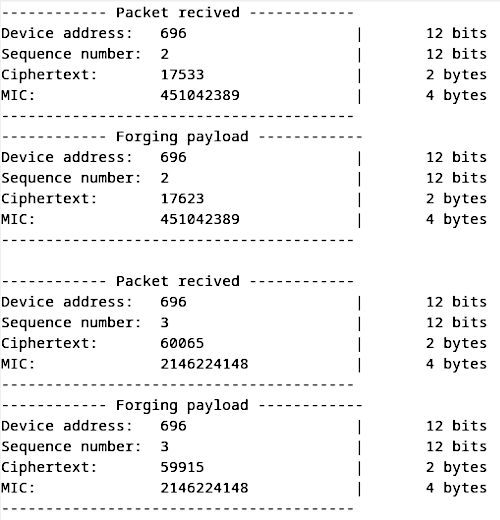 ------------ Packet recived ------------
Device address:   696                    |       12 bits
Sequence number:  2                      |       12 bits
Ciphertext:       17533                  |       2 bytes
MIC:              451042389              |       4 bytes
----------------------------------------
------------ Forging payload ------------
Device address:   696                    |       12 bits
Sequence number:  2                      |       12 bits
Ciphertext:       17623                  |       2 bytes
MIC:              451042389              |       4 bytes
----------------------------------------
------------ Packet recived ------------
Device address:   696                    |       12 bits
Sequence number:  3                      |       12 bits
Ciphertext:       60065                  |       2 bytes
MIC:              2146224148             |       4 bytes
----------------------------------------
------------ Forging payload ------------
Device address:   696                    |       12 bits
Sequence number:  3                      |       12 bits
Ciphertext:       59915                  |       2 bytes
MIC:              2146224148             |       4 bytes
----------------------------------------